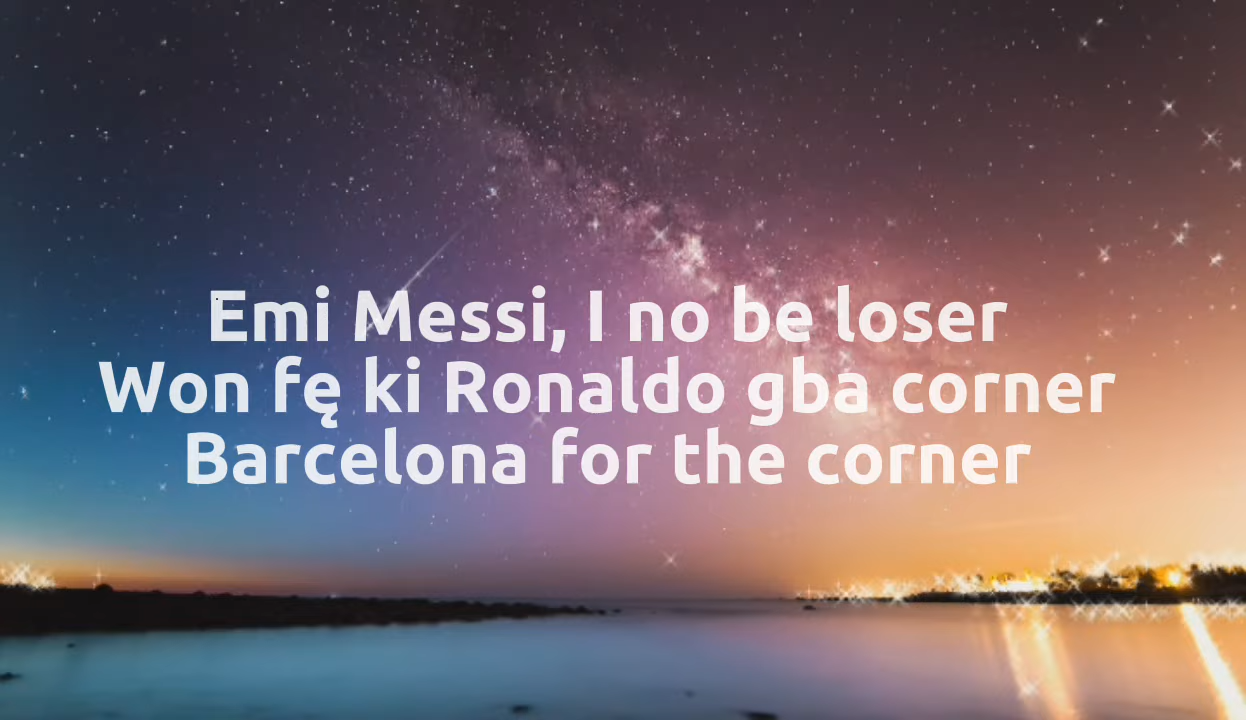 Emi Messi, I no be loser
Won fę ki Ronaldo gba corner
Barcelona for the corner